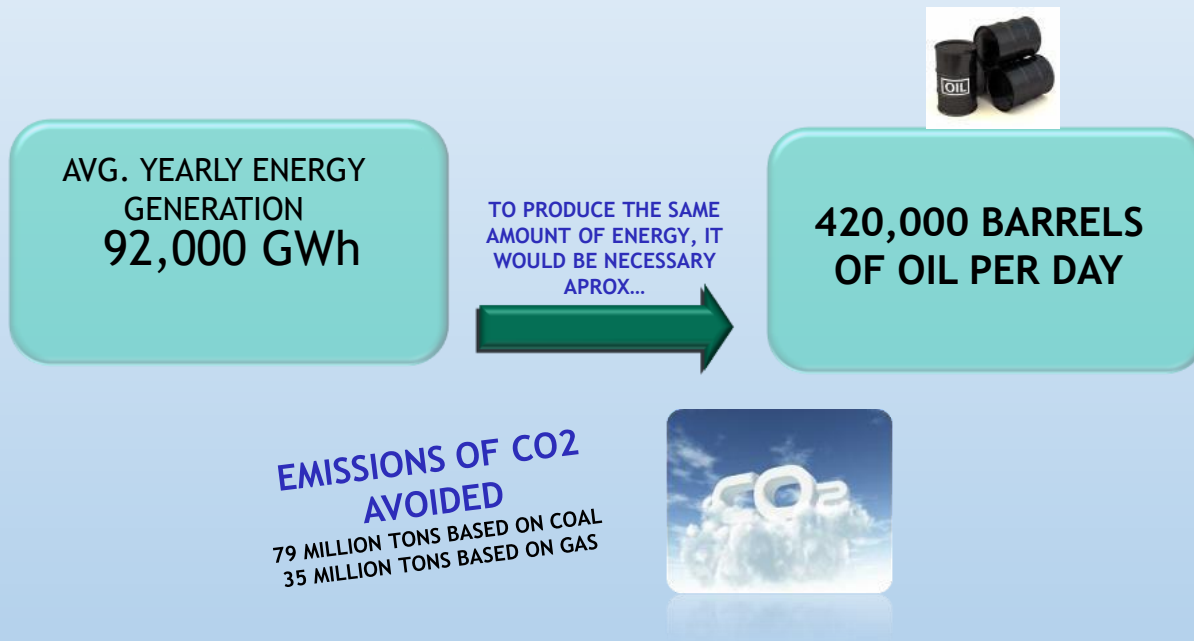 OIL
AVG. YEARLY ENERGY
GENERATION
92,000 GWh
TO PRODUCE THE SAME
AMOUNT OF ENERGY, IT
WOULD BE NECESSARY
APROX…
420,000 BARRELS
OF OIL PER DAY
EMISSIONS OF CO2
AVOIDED
79 MILLION TONS BASED ON COAL
35 MILLION TONS BASED ON GAS
CO2